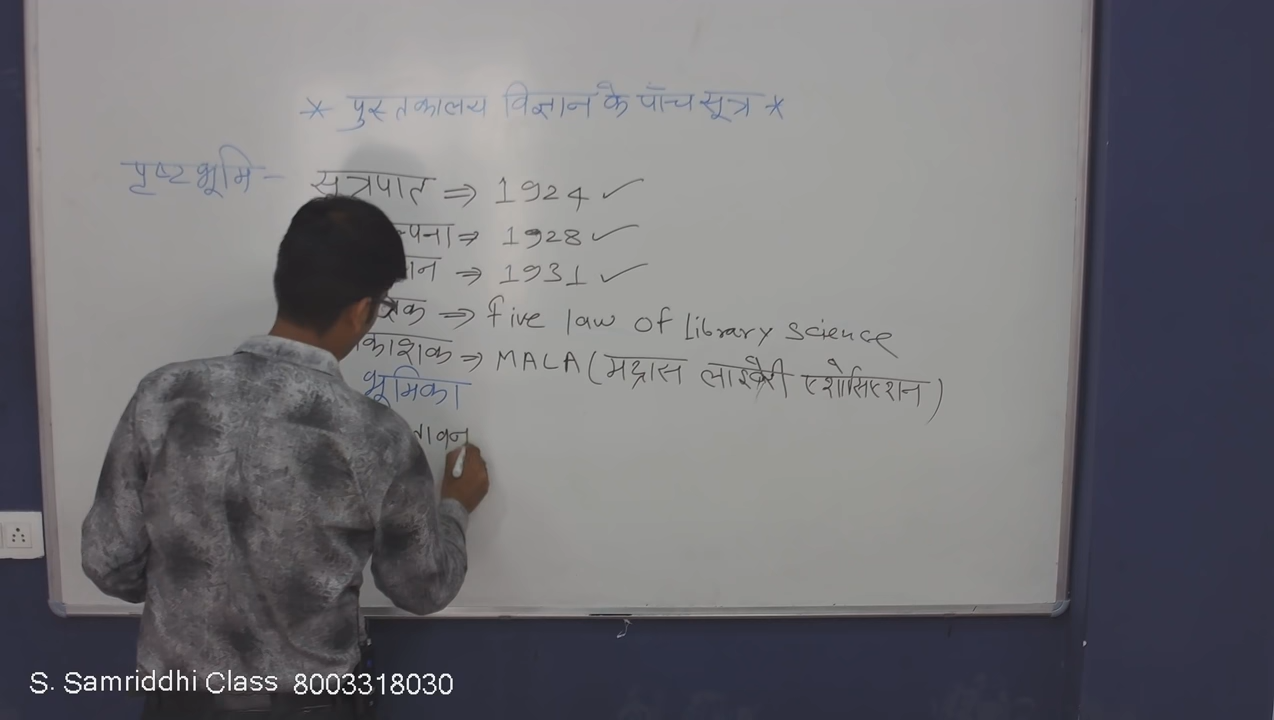 * पुस्तकालय विज्ञान के पाँच सूत्र *
पृष्टभूमि - सूत्रपात ⇒ 1924 ✓
⇒ 1928 ✓
⇒ 1931 ✓
⇒ five law of Library science
⇒ MALA (मद्रास लाइब्रेरी एशोसिएशन)
भूमिका
S. Samriddhi Class 8003318030